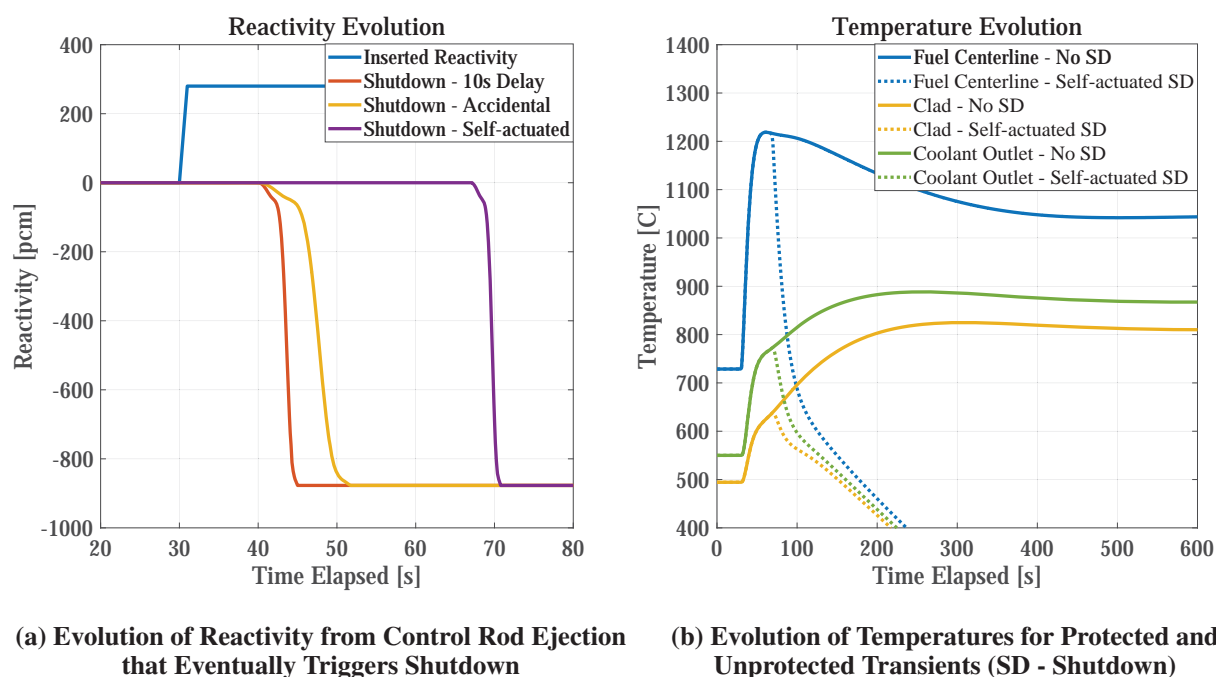 Reactivity Evolution
400
200
0
-200
-400
-600
-800
-1000
20
30
40
50
60
70
80
Reactivity [pcm]
Time Elapsed [s]
Inserted Reactivity
Shutdown - 10s Delay
Shutdown - Accidental
Shutdown - Self-actuated
(a) Evolution of Reactivity from Control Rod Ejection
that Eventually Triggers Shutdown
Temperature Evolution
1400
1300
1200
1100
1000
900
800
700
600
500
400
0
100
200
300
400
500
600
Temperature [C]
Time Elapsed [s]
Fuel Centerline - No SD
Fuel Centerline - Self-actuated SD
Clad - No SD
Clad - Self-actuated SD
Coolant Outlet - No SD
Coolant Outlet - Self-actuated SD
(b) Evolution of Temperatures for Protected and
Unprotected Transients (SD - Shutdown)